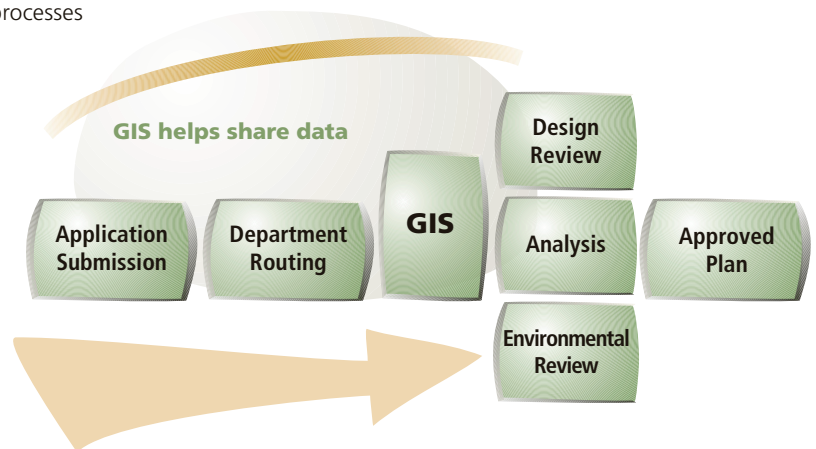 processes
GIS helps share data
Application
Submission
Department
Routing
GIS
Design
Review
Analysis
Environmental
Review
Approved
Plan